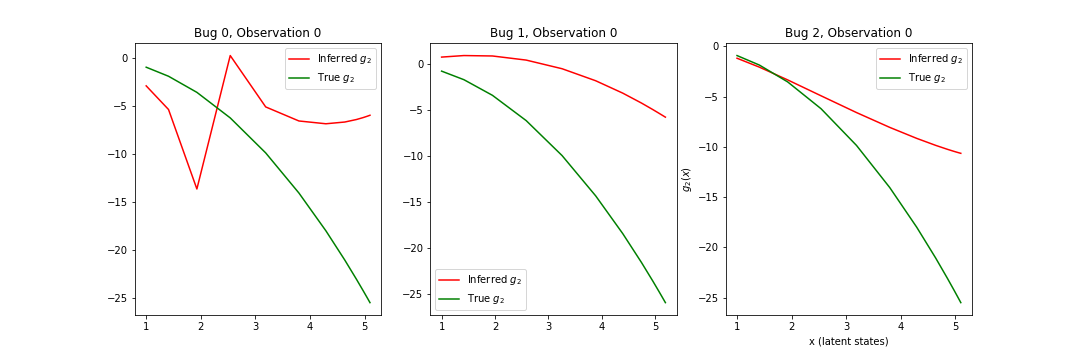 Bug 0, Observation 0
0
−5
−10
−15
−20
−25
1 2 3 4 5
Inferred g₂
True g₂
Bug 1, Observation 0
0
−5
−10
−15
−20
−25
1 2 3 4 5
Inferred g₂
True g₂
Bug 2, Observation 0
g₂(x)
0
−5
−10
−15
−20
−25
1 2 3 4 5
x (latent states)
Inferred g₂
True g₂